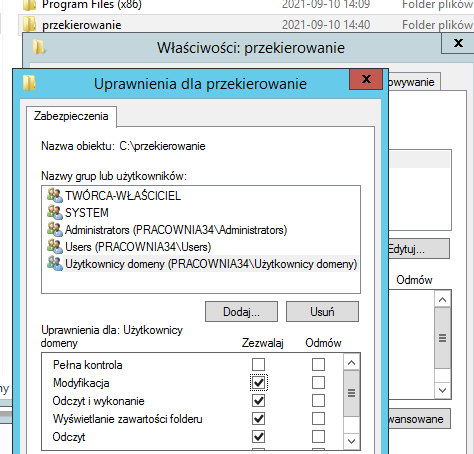 Program Files (x86) 2021-09-10 14:09 Folder plików
przekierowanie 2021-09-10 14:40 Folder plików
Właściwości: przekierowanie
Uprawnienia dla przekierowanie
Zabezpieczenia
Nazwa obiektu: C:\przekierowanie
Nazwy grup lub użytkowników:
TWÓRCA-WŁAŚCICIEL
SYSTEM
Administrators (PRACOWNIA34\Administrators)
Users (PRACOWNIA34\Users)
Edytuj...
Użytkownicy domeny (PRACOWNIA34\Użytkownicy domeny)
Odmów
Dodaj... Usuń
Uprawnienia dla: Użytkownicy
domeny Zezwalaj Odmów
Pełna kontrola
Modyfikacja
Odczyt i wykonanie
Wyświetlanie zawartości folderu
Odczyt